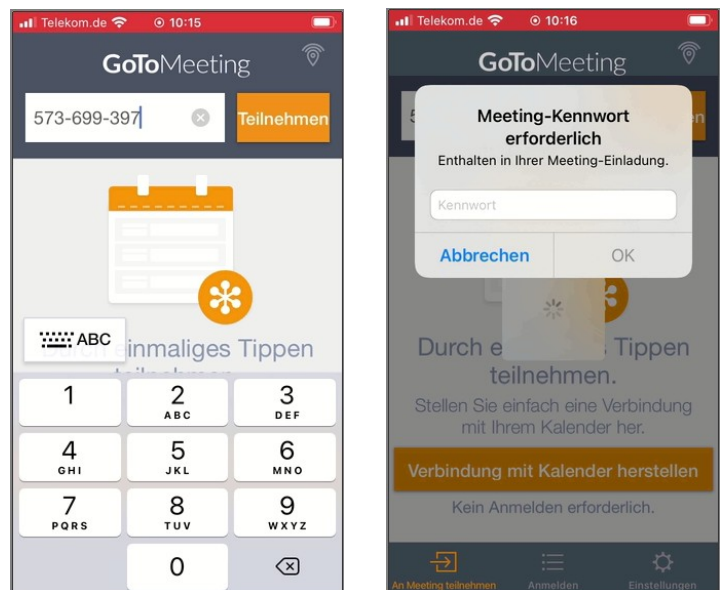 Telekom.de 10:15
GoToMeeting
573-699-397
Teilnehmen
ABC
Durch einmaliges Tippen
teilnehmen.
1
2
ABC
3
DEF
4
GHI
5
JKL
6
MNO
7
PQRS
8
TUV
9
WXYZ
0
Telekom.de 10:16
GoToMeeting
5
en
Meeting-Kennwort
erforderlich
Enthalten in Ihrer Meeting-Einladung.
Kennwort
Abbrechen
OK
Durch e s Tippen
teilnehmen.
Stellen Sie einfach eine Verbindung
mit Ihrem Kalender her.
Verbindung mit Kalender herstellen
Kein Anmelden erforderlich.
An Meeting teilnehmen
Anmelden
Einstellungen